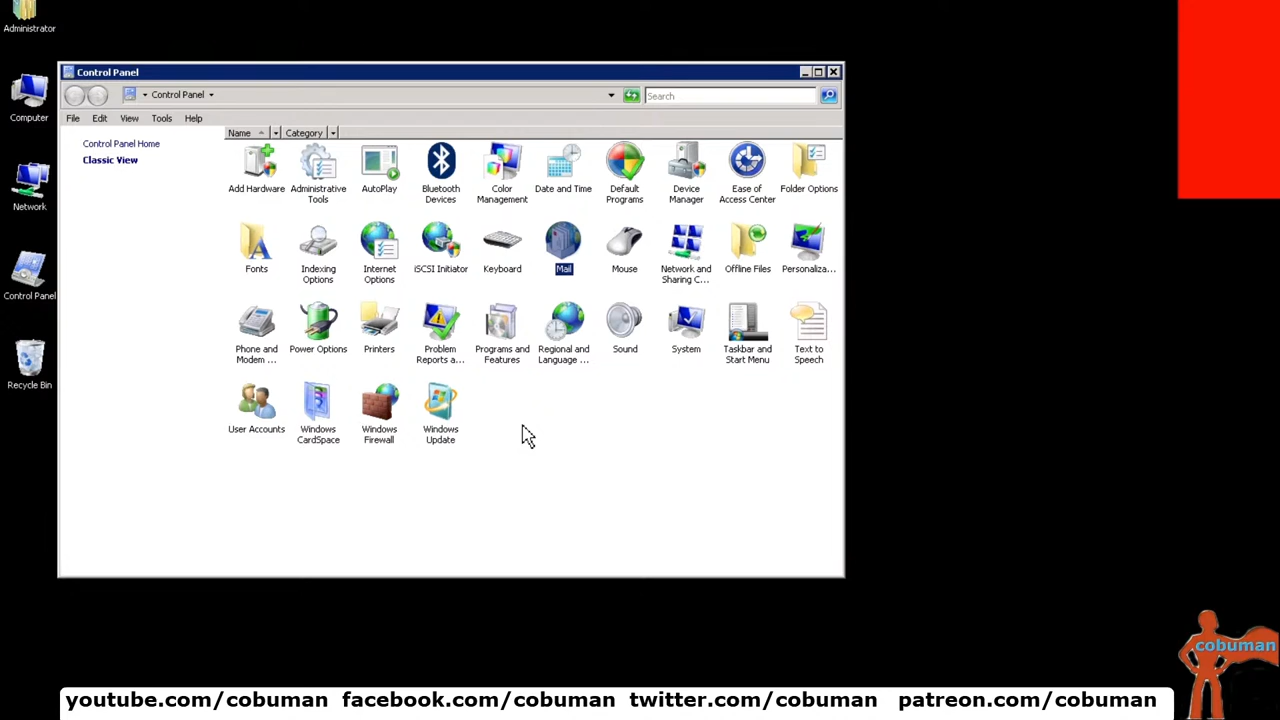 Administrator
Computer
Network
Control Panel
Recycle Bin
Control Panel
Control Panel
Search
File Edit View Tools Help
Control Panel Home
Classic View
Name Category
Add Hardware
Administrative Tools
AutoPlay
Bluetooth Devices
Color Management
Date and Time
Default Programs
Device Manager
Ease of Access Center
Folder Options
Fonts
Indexing Options
Internet Options
iSCSI Initiator
Keyboard
Mail
Mouse
Network and Sharing C...
Offline Files
Personaliza...
Phone and Modem ...
Power Options
Printers
Problem Reports a...
Programs and Features
Regional and Language ...
Sound
System
Taskbar and Start Menu
Text to Speech
User Accounts
Windows CardSpace
Windows Firewall
Windows Update
cobuman
youtube.com/cobuman facebook.com/cobuman twitter.com/cobuman patreon.com/cobuman